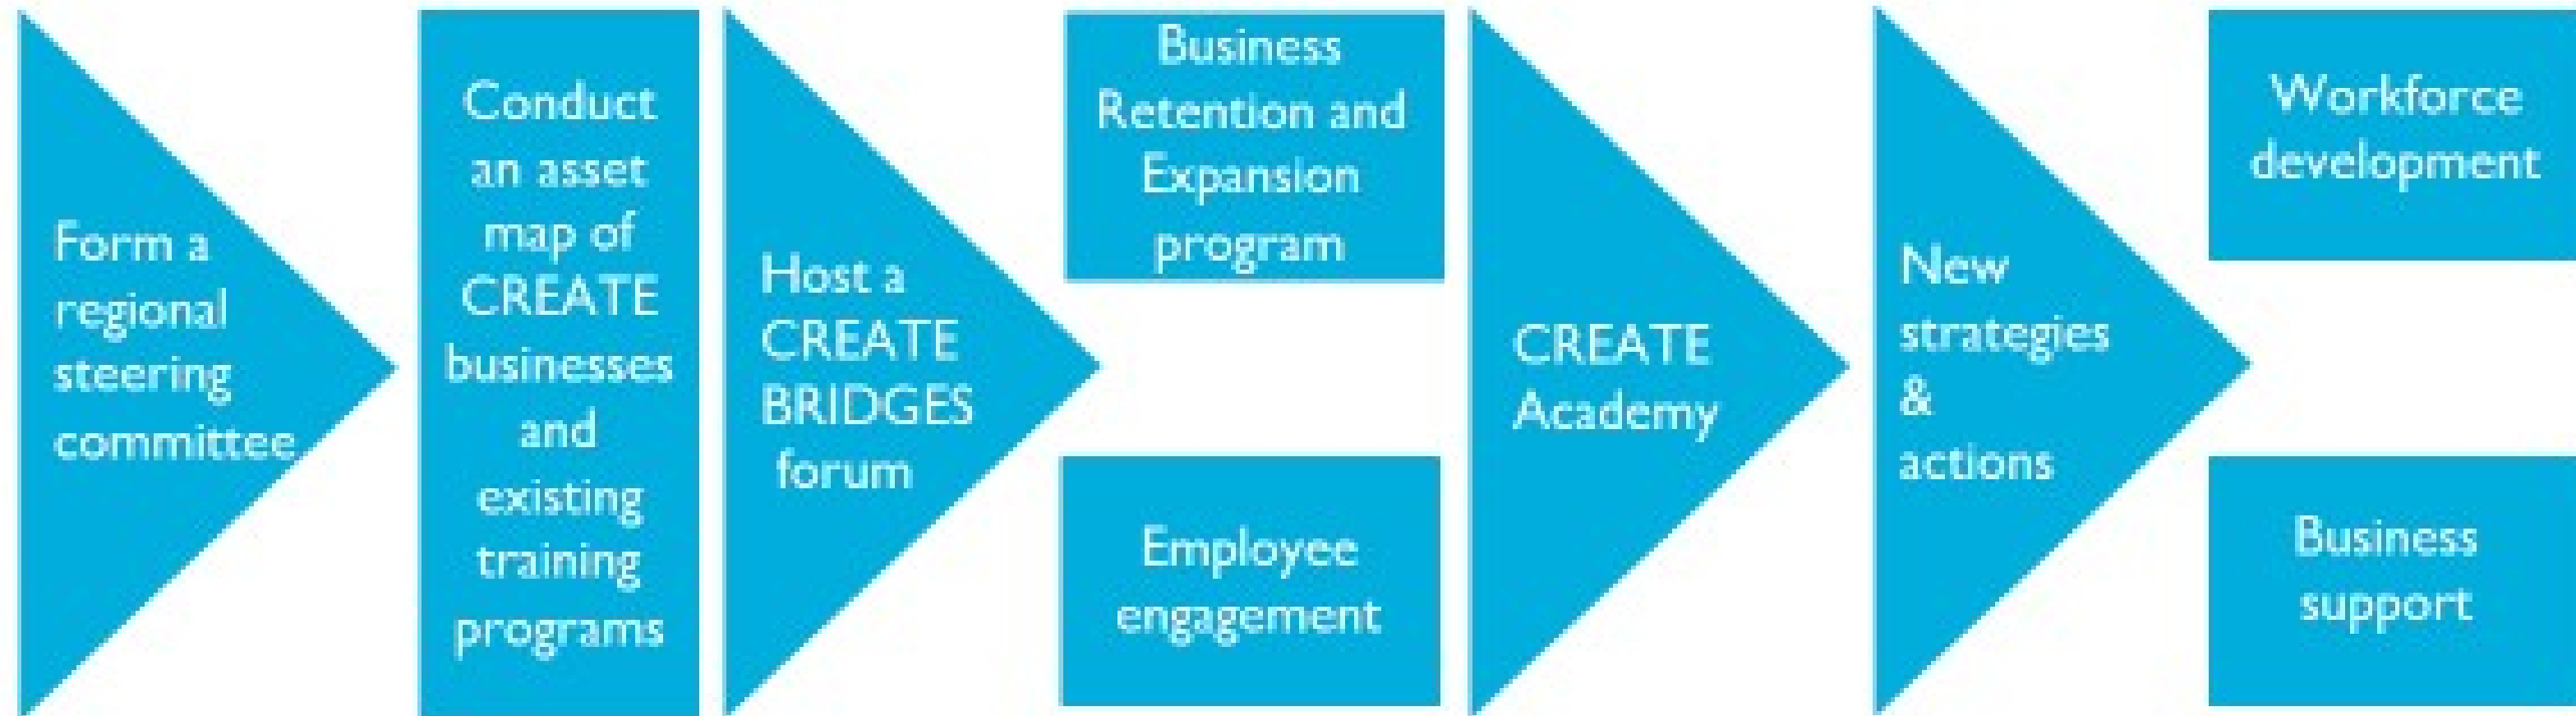 Form a
regional
steering
committee
Conduct
an asset
map of
CREATE
businesses
and
existing
training
programs
Host a
CREATE
BRIDGES
forum
Business
Retention and
Expansion
program
Employee
engagement
CREATE
Academy
New
strategies
&
actions
Workforce
development
Business
support